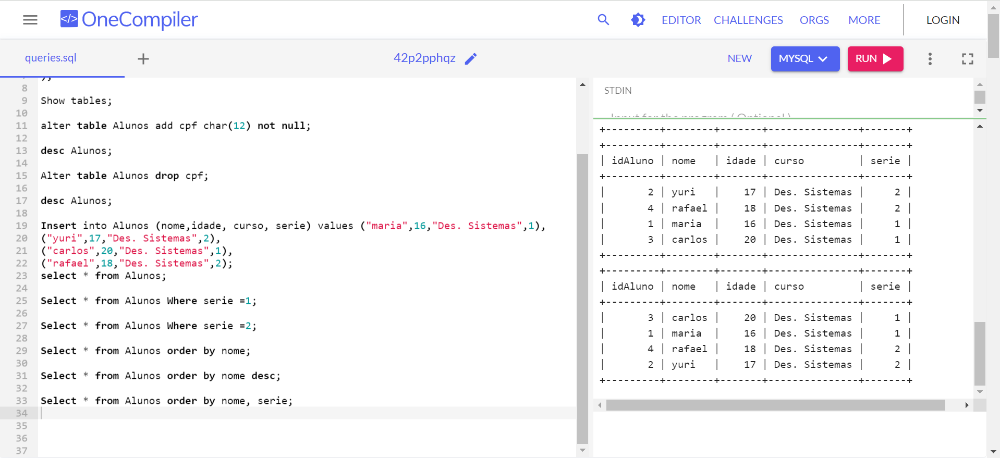 </> OneCompiler
EDITOR CHALLENGES ORGS MORE LOGIN
queries.sql + 42p2pphqz NEW MYSQL RUN
7 );
8
9 Show tables;
10
11 alter table Alunos add cpf char(12) not null;
12
13 desc Alunos;
14
15 Alter table Alunos drop cpf;
16
17 desc Alunos;
18
19 Insert into Alunos (nome,idade, curso, serie) values ("maria",16,"Des. Sistemas",1),
20 ("yuri",17,"Des. Sistemas",2),
21 ("carlos",20,"Des. Sistemas",1),
22 ("rafael",18,"Des. Sistemas",2);
23 select * from Alunos;
24
25 Select * from Alunos Where serie =1;
26
27 Select * from Alunos Where serie =2;
28
29 Select * from Alunos order by nome;
30
31 Select * from Alunos order by nome desc;
32
33 Select * from Alunos order by nome, serie;
34
35
36
37
STDIN
Input for the program ( Optional )
+---------+--------+-------+---------------+-------+
+---------+--------+-------+---------------+-------+
| idAluno | nome   | idade | curso         | serie |
+---------+--------+-------+---------------+-------+
|       2 | yuri   |    17 | Des. Sistemas |     2 |
|       4 | rafael |    18 | Des. Sistemas |     2 |
|       1 | maria  |    16 | Des. Sistemas |     1 |
|       3 | carlos |    20 | Des. Sistemas |     1 |
+---------+--------+-------+---------------+-------+
+---------+--------+-------+---------------+-------+
| idAluno | nome   | idade | curso         | serie |
+---------+--------+-------+---------------+-------+
|       3 | carlos |    20 | Des. Sistemas |     1 |
|       1 | maria  |    16 | Des. Sistemas |     1 |
|       4 | rafael |    18 | Des. Sistemas |     2 |
|       2 | yuri   |    17 | Des. Sistemas |     2 |
+---------+--------+-------+---------------+-------+